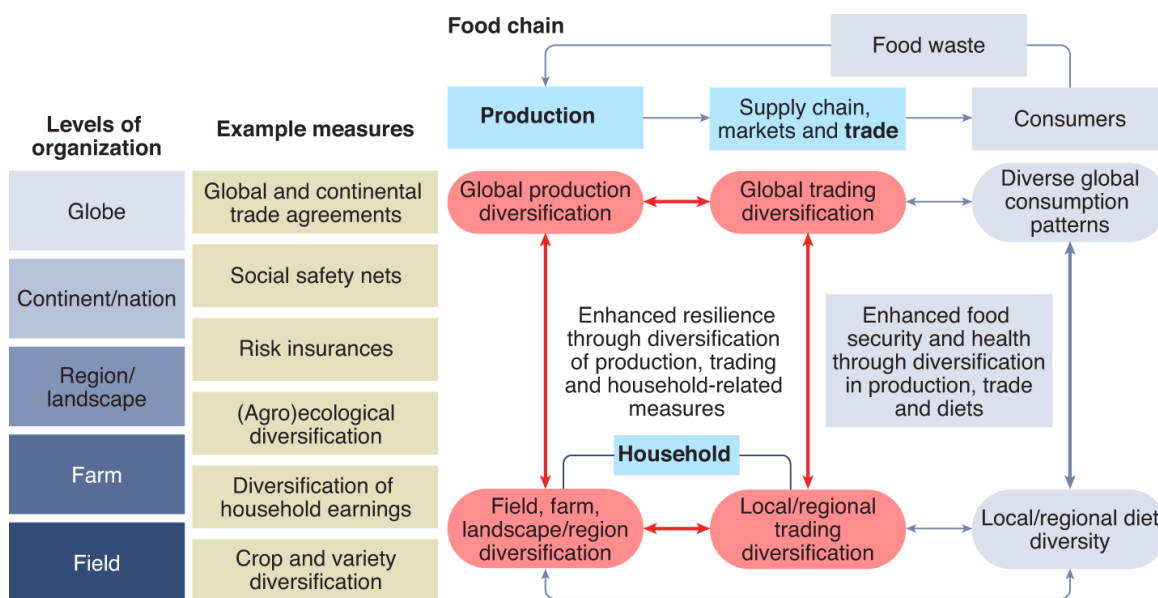 Food chain
Food waste
Production
Supply chain,
markets and trade
Consumers
Levels of
organization
Example measures
Globe
Continent/nation
Region/
landscape
Farm
Field
Global and continental
trade agreements
Social safety nets
Risk insurances
(Agro)ecological
diversification
Diversification of
household earnings
Crop and variety
diversification
Global production
diversification
Global trading
diversification
Diverse global
consumption
patterns
Enhanced resilience
through diversification
of production, trading
and household-related
measures
Enhanced food
security and health
through diversification
in production, trade
and diets
Household
Field, farm,
landscape/region
diversification
Local/regional
trading
diversification
Local/regional diet
diversity